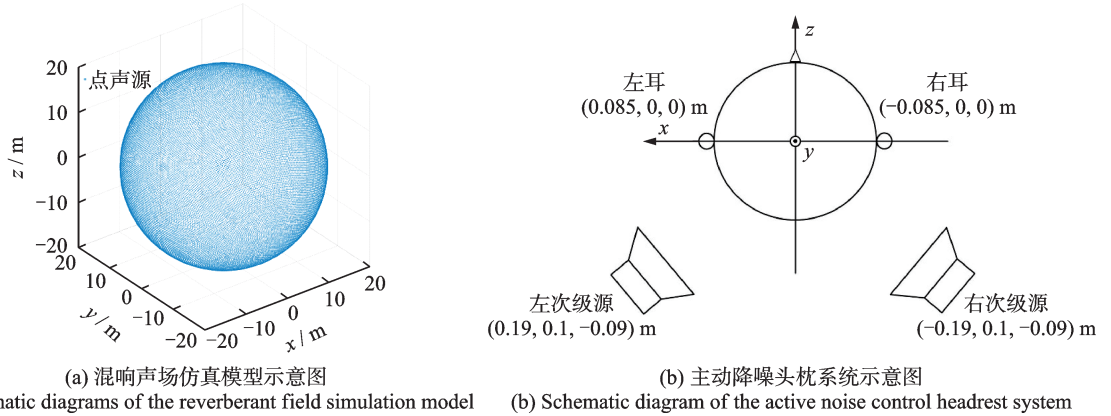 20
10
0
−10
−20
z / m
点声源
20
10
0
−10
−20
y / m
−20
−10
0
10
20
x / m
(a) 混响声场仿真模型示意图
matic diagrams of the reverberant field simulation model
z
左耳
(0.085, 0, 0) m
右耳
(−0.085, 0, 0) m
x
y
左次级源
(0.19, 0.1, −0.09) m
右次级源
(−0.19, 0.1, −0.09) m
(b) 主动降噪头枕系统示意图
(b) Schematic diagram of the active noise control headrest system